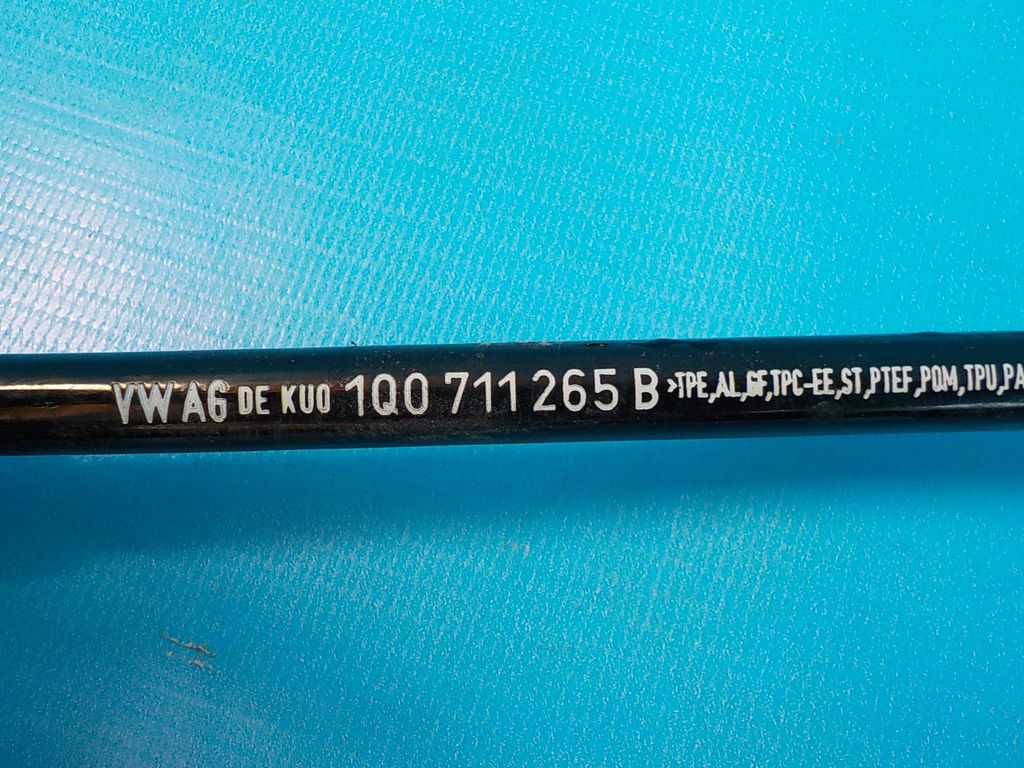 VW AG DE KUO 1Q0 711 265 B >TPE,AL,GF,TPC-EE,ST,PTEF,POM,TPU,PA